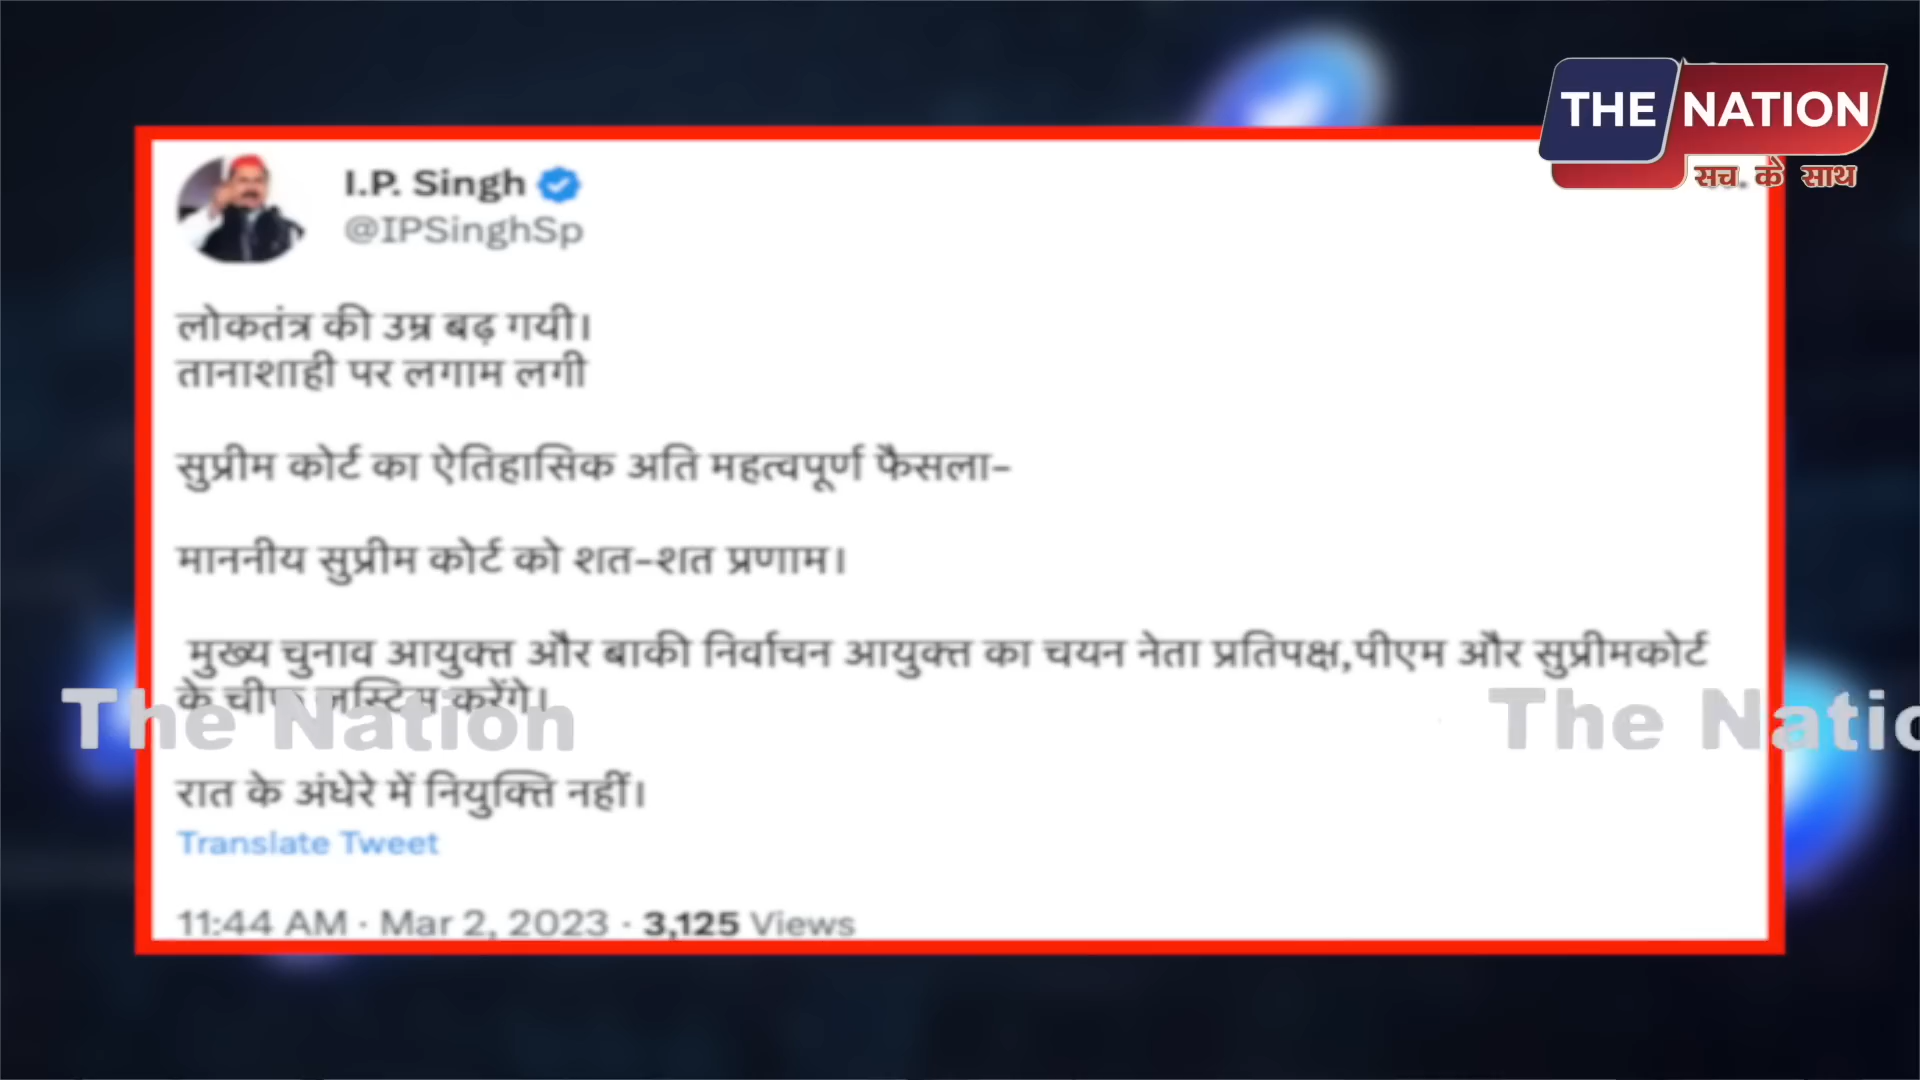 THE NATION
सच के साथ
I.P. Singh
@IPSinghSp
लोकतंत्र की उम्र बढ़ गयी।
तानाशाही पर लगाम लगी
सुप्रीम कोर्ट का ऐतिहासिक अति महत्वपूर्ण फैसला-
माननीय सुप्रीम कोर्ट को शत-शत प्रणाम।
मुख्य चुनाव आयुक्त और बाकी निर्वाचन आयुक्त का चयन नेता प्रतिपक्ष,पीएम और सुप्रीमकोर्ट
के चीफ जस्टिस करेंगे।
The Nation The Natio
रात के अंधेरे में नियुक्ति नहीं।
Translate Tweet
11:44 AM · Mar 2, 2023 · 3,125 Views